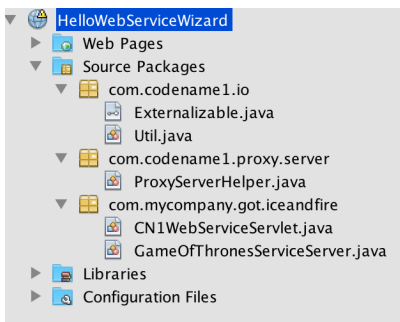 HelloWebServiceWizard
Web Pages
Source Packages
com.codename1.io
Externalizable.java
Util.java
com.codename1.proxy.server
ProxyServerHelper.java
com.mycompany.got.iceandfire
CN1WebServiceServlet.java
GameOfThronesServiceServer.java
Libraries
Configuration Files